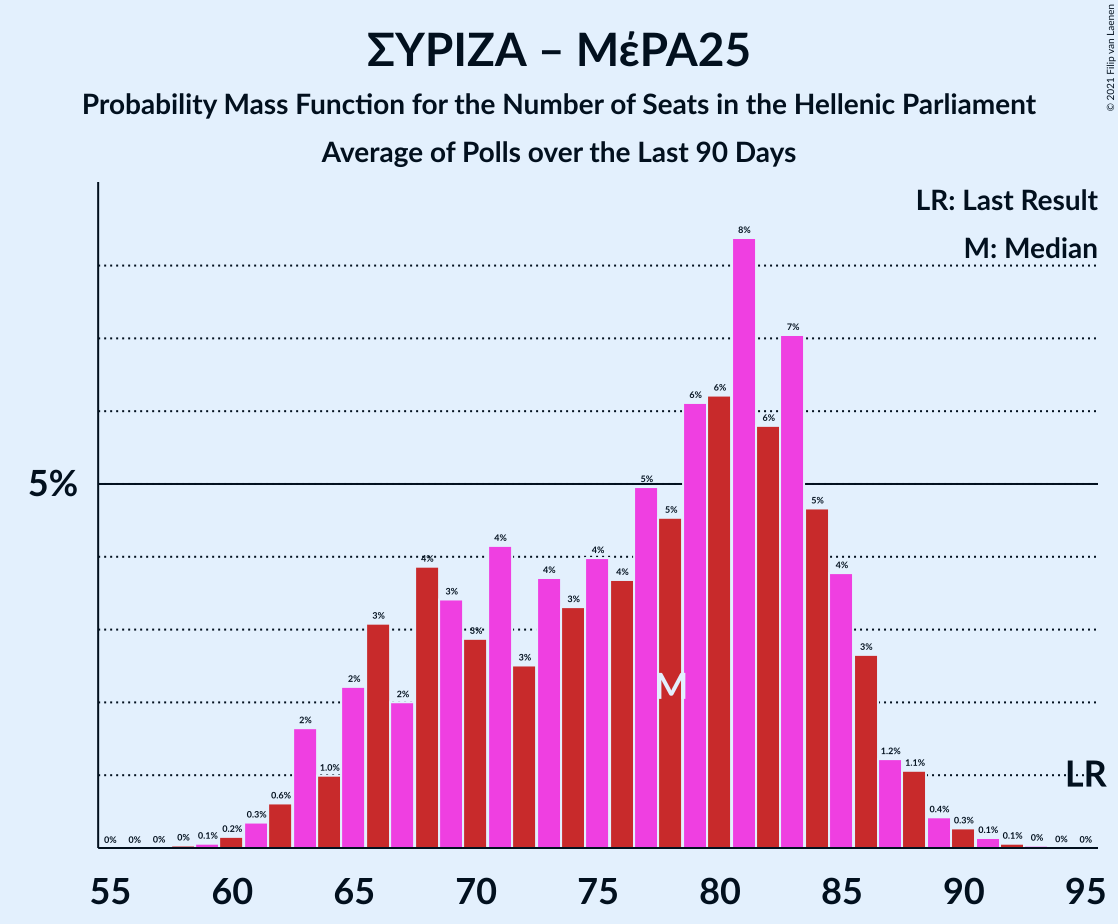 ΣΥΡΙΖΑ – ΜέΡΑ25
Probability Mass Function for the Number of Seats in the Hellenic Parliament
Average of Polls over the Last 90 Days
© 2021 Filip van Laenen
LR: Last Result
M: Median
5%
0% 0% 0% 0% 0.1% 0.2% 0.3% 0.6% 2% 1.0% 2% 3% 2% 4% 3% 3% 4% 3% 4% 3% 4% 4% 5% 5% 6% 6% 8% 6% 7% 5% 4% 3% 1.2% 1.1% 0.4% 0.3% 0.1% 0.1% 0% 0% 0%
M
LR
55 60 65 70 75 80 85 90 95